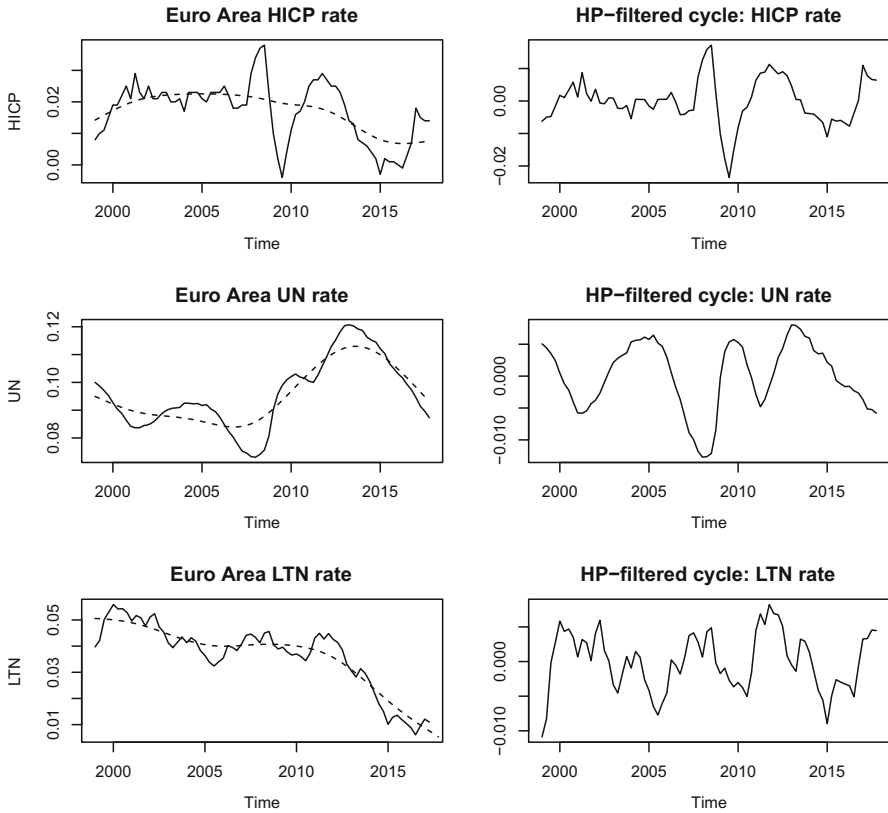 Euro Area HICP rate
HICP
0.00 0.02
2000 2005 2010 2015
Time
HP−filtered cycle: HICP rate
−0.02 0.00
2000 2005 2010 2015
Time
Euro Area UN rate
UN
0.08 0.10 0.12
2000 2005 2010 2015
Time
HP−filtered cycle: UN rate
−0.010 0.000
2000 2005 2010 2015
Time
Euro Area LTN rate
LTN
0.01 0.03 0.05
2000 2005 2010 2015
Time
HP−filtered cycle: LTN rate
−0.010 0.000
2000 2005 2010 2015
Time